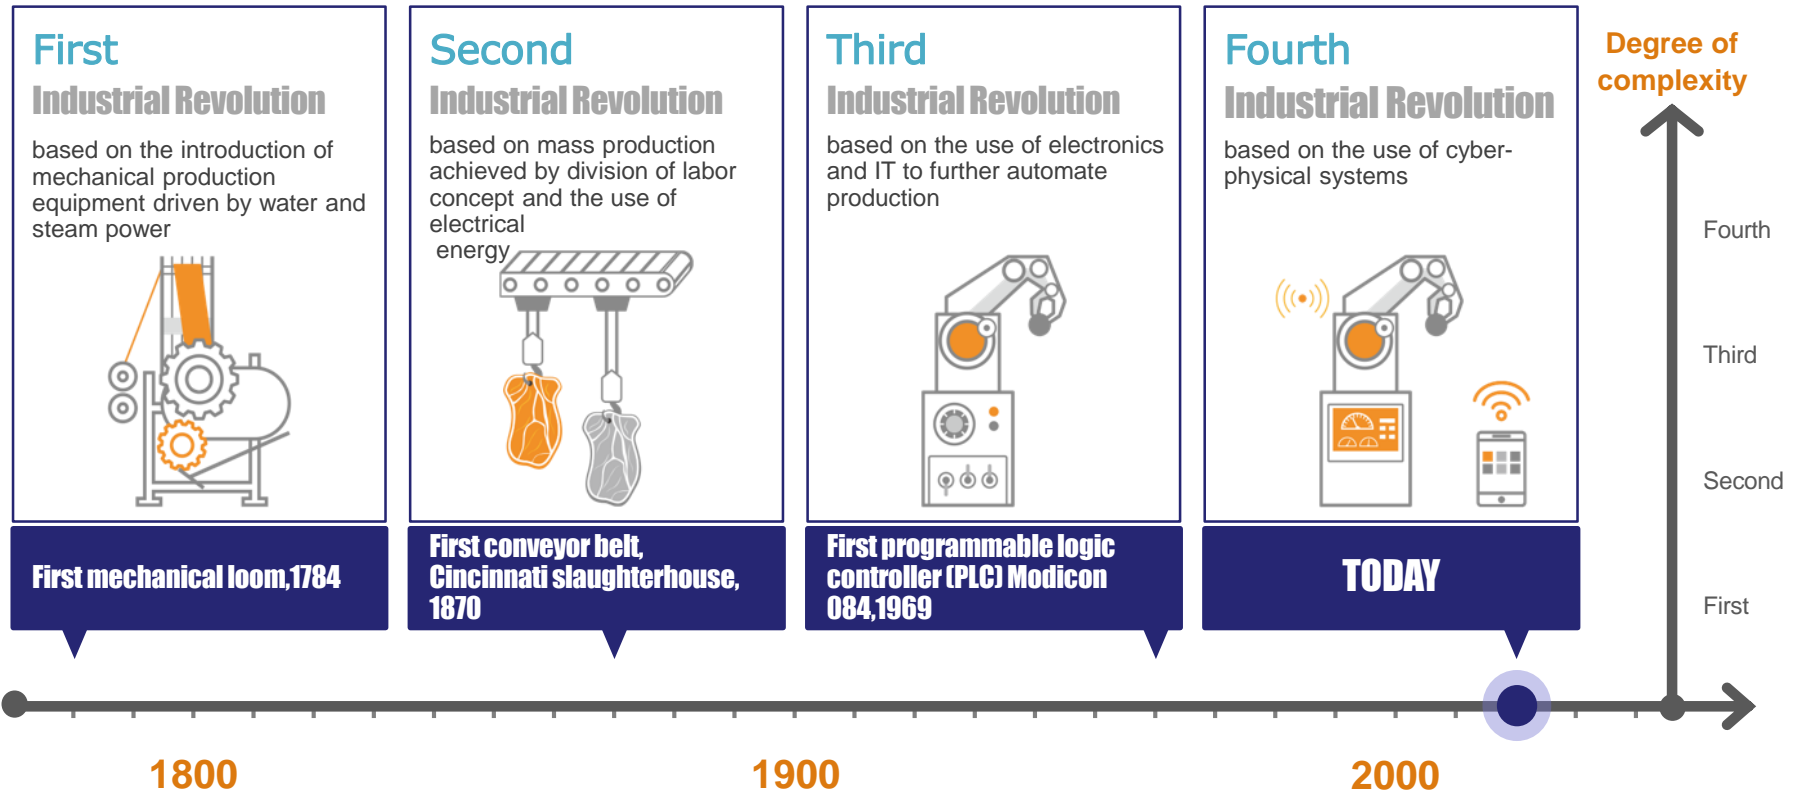 First
Industrial Revolution
based on the introduction of
mechanical production
equipment driven by water and
steam power
First mechanical loom,1784
Second
Industrial Revolution
based on mass production
achieved by division of labor
concept and the use of
electrical
energy
First conveyor belt,
Cincinnati slaughterhouse,
1870
Third
Industrial Revolution
based on the use of electronics
and IT to further automate
production
First programmable logic
controller (PLC) Modicon
084,1969
Fourth
Industrial Revolution
based on the use of cyber-
physical systems
TODAY
Degree of
complexity
Fourth
Third
Second
First
1800
1900
2000